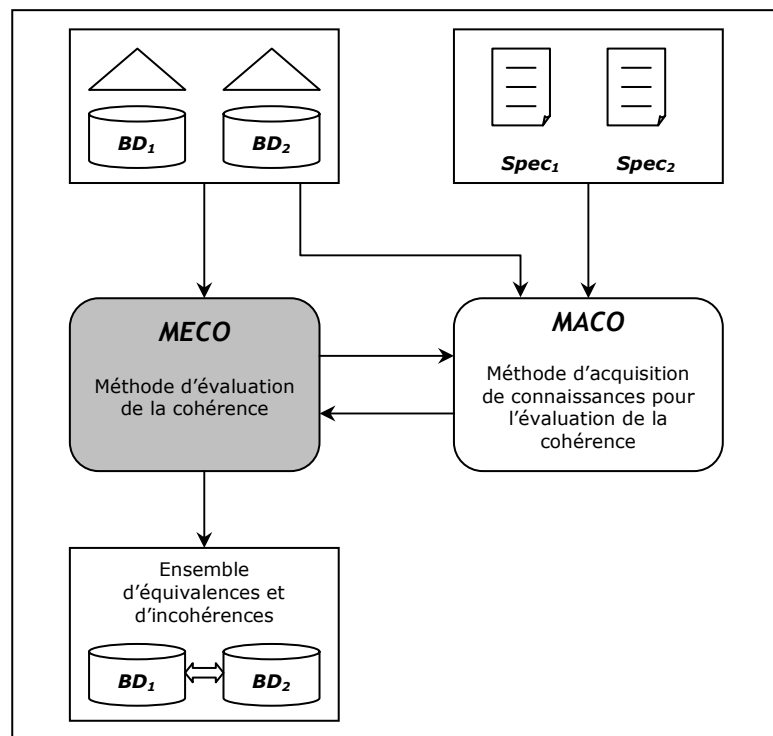 BD₁ BD₂
Spec₁ Spec₂
MECO
Méthode d’évaluation
de la cohérence
MACO
Méthode d’acquisition
de connaissances pour
l’évaluation de la
cohérence
Ensemble
d’équivalences et
d’incohérences
BD₁ BD₂